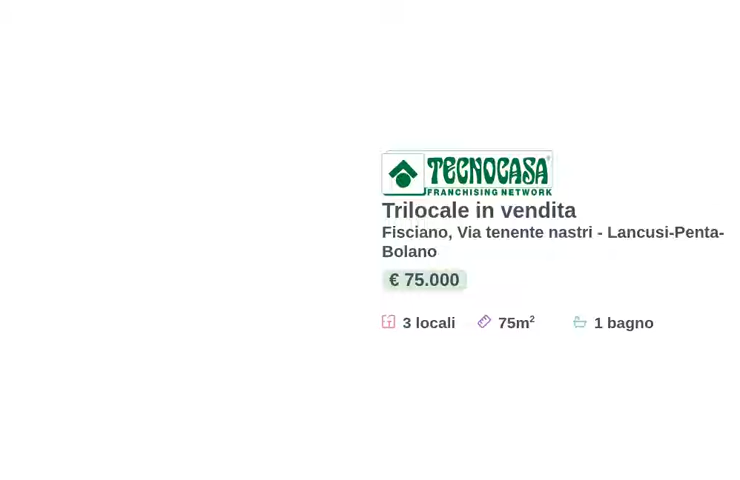 TECNOCASA®
FRANCHISING NETWORK
Trilocale in vendita
Fisciano, Via tenente nastri - Lancusi-Penta-
Bolano
€ 75.000
3 locali 75m² 1 bagno